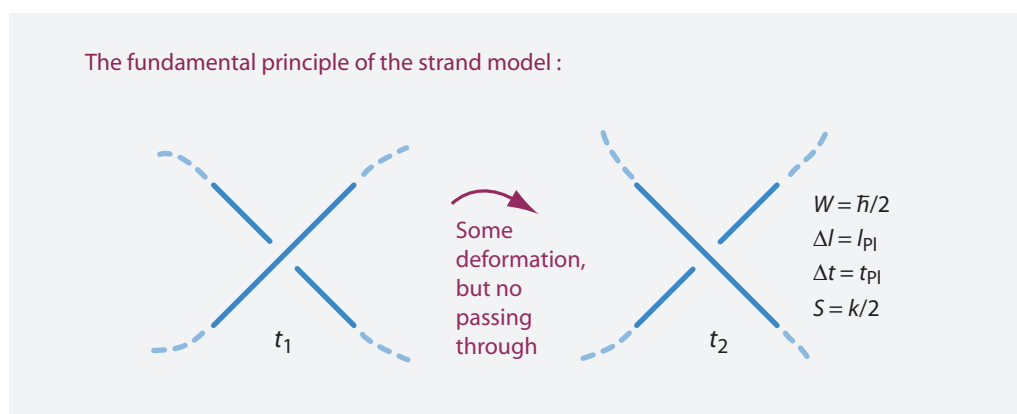 The fundamental principle of the strand model :
t1
Some
deformation,
but no
passing
through
t2
W = ℏ/2
Δl = lPl
Δt = tPl
S = k/2